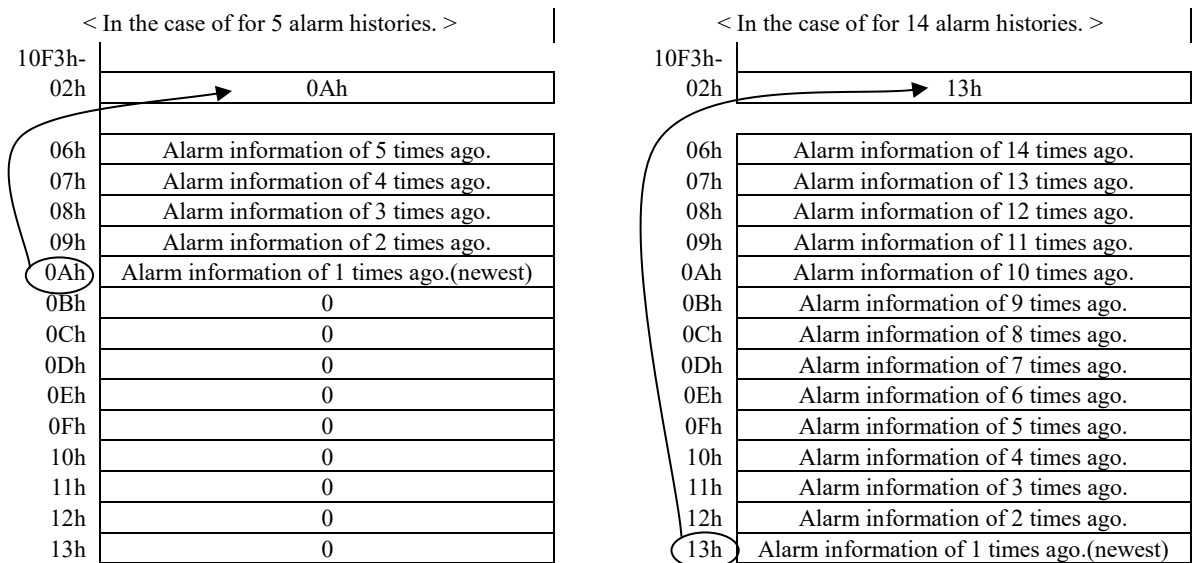 < In the case of for 5 alarm histories. >
10F3h-
02h 0Ah
06h Alarm information of 5 times ago.
07h Alarm information of 4 times ago.
08h Alarm information of 3 times ago.
09h Alarm information of 2 times ago.
0Ah Alarm information of 1 times ago.(newest)
0Bh 0
0Ch 0
0Dh 0
0Eh 0
0Fh 0
10h 0
11h 0
12h 0
13h 0
< In the case of for 14 alarm histories. >
10F3h-
02h 13h
06h Alarm information of 14 times ago.
07h Alarm information of 13 times ago.
08h Alarm information of 12 times ago.
09h Alarm information of 11 times ago.
0Ah Alarm information of 10 times ago.
0Bh Alarm information of 9 times ago.
0Ch Alarm information of 8 times ago.
0Dh Alarm information of 7 times ago.
0Eh Alarm information of 6 times ago.
0Fh Alarm information of 5 times ago.
10h Alarm information of 4 times ago.
11h Alarm information of 3 times ago.
12h Alarm information of 2 times ago.
13h Alarm information of 1 times ago.(newest)